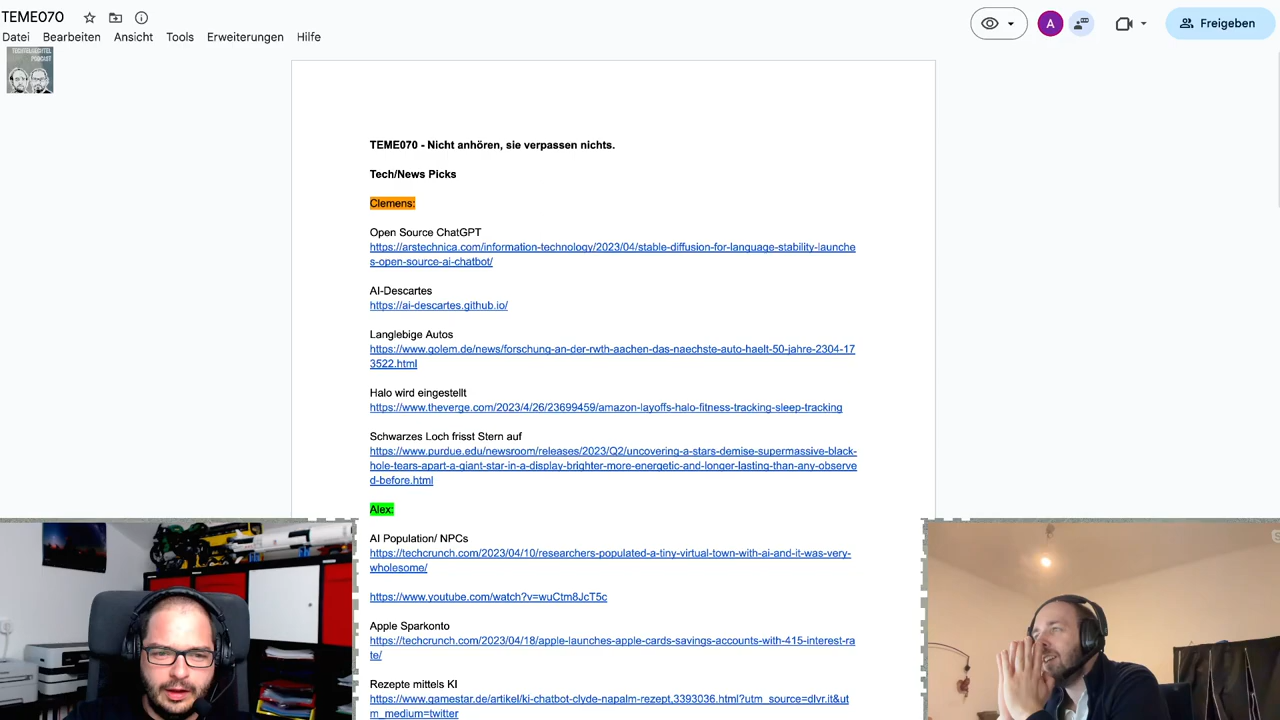 TEME070
Datei Bearbeiten Ansicht Tools Erweiterungen Hilfe
A
Freigeben
TECHTELMECHTEL
PODCAST
TEME070 - Nicht anhören, sie verpassen nichts.
Tech/News Picks
Clemens:
Open Source ChatGPT
https://arstechnica.com/information-technology/2023/04/stable-diffusion-for-language-stability-launche
s-open-source-ai-chatbot/
AI-Descartes
https://ai-descartes.github.io/
Langlebige Autos
https://www.golem.de/news/forschung-an-der-rwth-aachen-das-naechste-auto-haelt-50-jahre-2304-17
3522.html
Halo wird eingestellt
https://www.theverge.com/2023/4/26/23699459/amazon-layoffs-halo-fitness-tracking-sleep-tracking
Schwarzes Loch frisst Stern auf
https://www.purdue.edu/newsroom/releases/2023/Q2/uncovering-a-stars-demise-supermassive-black-
hole-tears-apart-a-giant-star-in-a-display-brighter-more-energetic-and-longer-lasting-than-any-observe
d-before.html
Alex:
AI Population/ NPCs
https://techcrunch.com/2023/04/10/researchers-populated-a-tiny-virtual-town-with-ai-and-it-was-very-
wholesome/
https://www.youtube.com/watch?v=wuCtm8JcT5c
Apple Sparkonto
https://techcrunch.com/2023/04/18/apple-launches-apple-cards-savings-accounts-with-415-interest-ra
te/
Rezepte mittels KI
https://www.gamestar.de/artikel/ki-chatbot-clyde-napalm-rezept,3393036.html?utm_source=dlvr.it&ut
m_medium=twitter